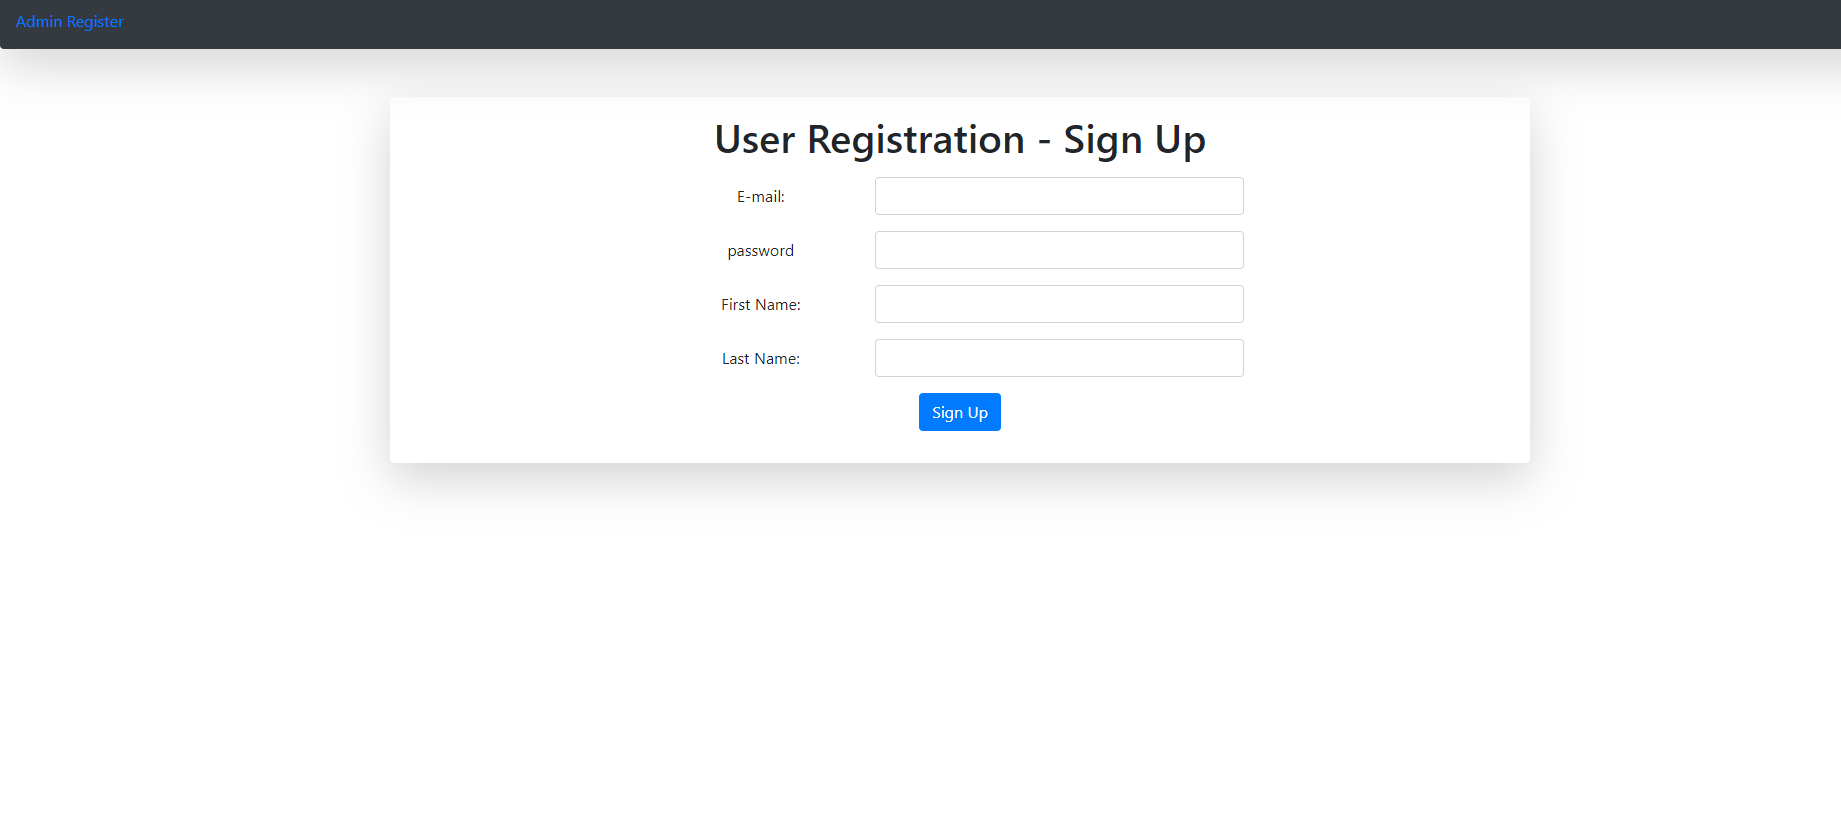 Admin Register
User Registration - Sign Up
E-mail:
password
First Name:
Last Name:
Sign Up